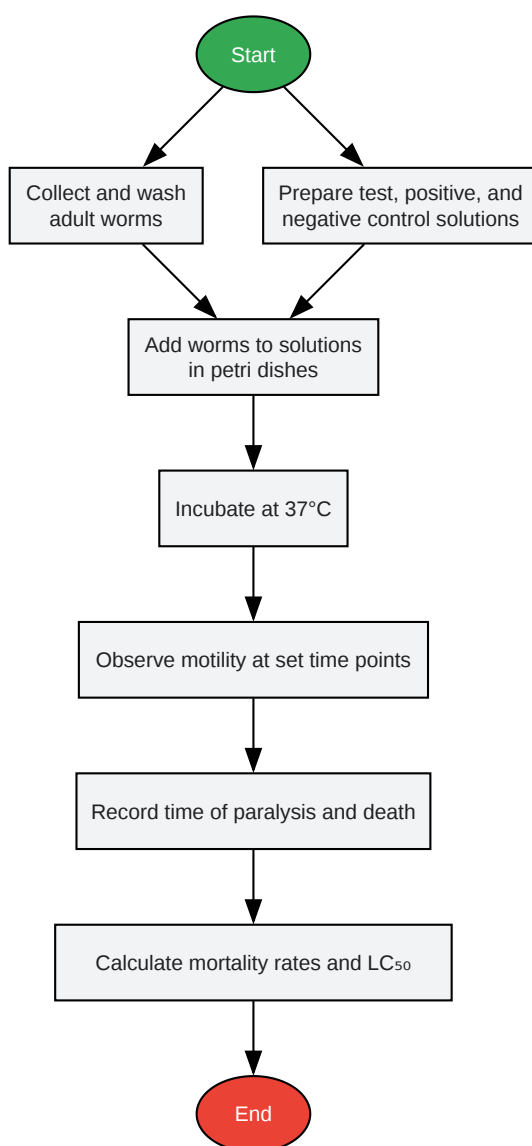 Start
Collect and wash
adult worms
Prepare test, positive, and
negative control solutions
Add worms to solutions
in petri dishes
Incubate at 37°C
Observe motility at set time points
Record time of paralysis and death
Calculate mortality rates and LC₅₀
End